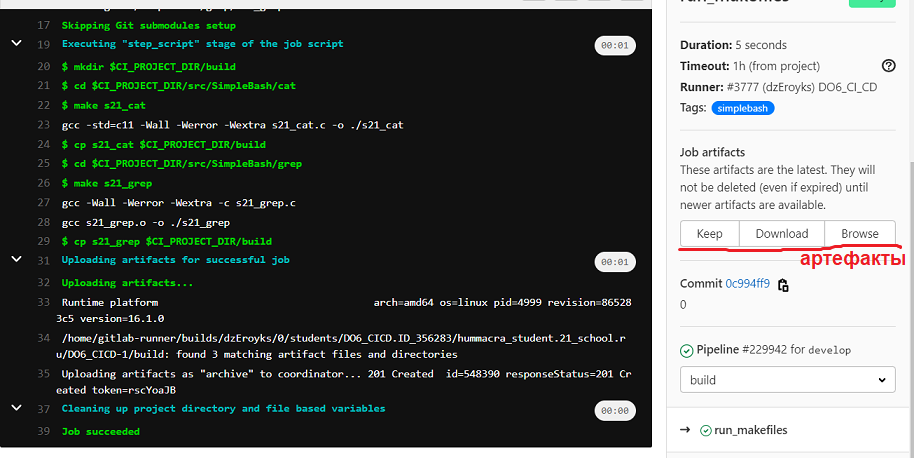 17 Skipping Git submodules setup
19 Executing "step_script" stage of the job script 00:01
20 $ mkdir $CI_PROJECT_DIR/build
21 $ cd $CI_PROJECT_DIR/src/SimpleBash/cat
22 $ make s21_cat
23 gcc -std=c11 -Wall -Werror -Wextra s21_cat.c -o ./s21_cat
24 $ cp s21_cat $CI_PROJECT_DIR/build
25 $ cd $CI_PROJECT_DIR/src/SimpleBash/grep
26 $ make s21_grep
27 gcc -Wall -Werror -Wextra -c s21_grep.c
28 gcc s21_grep.o -o ./s21_grep
29 $ cp s21_grep $CI_PROJECT_DIR/build
31 Uploading artifacts for successful job 00:01
32 Uploading artifacts...
33 Runtime platform arch=amd64 os=linux pid=4999 revision=86528
3c5 version=16.1.0
34 /home/gitlab-runner/builds/dzEroyks/0/students/DO6_CICD.ID_356283/hummacra_student.21_school.r
u/DO6_CICD-1/build: found 3 matching artifact files and directories
35 Uploading artifacts as "archive" to coordinator... 201 Created id=548390 responseStatus=201 Cr
eated token=rscYoaJB
37 Cleaning up project directory and file based variables 00:00
39 Job succeeded
run_makefiles
Duration: 5 seconds
Timeout: 1h (from project)
Runner: #3777 (dzEroyks) DO6_CI_CD
Tags: simplebash
Job artifacts
These artifacts are the latest. They will
not be deleted (even if expired) until
newer artifacts are available.
Keep Download Browse
артефакты
Commit 0c994ff9
0
Pipeline #229942 for develop
build
→ run_makefiles